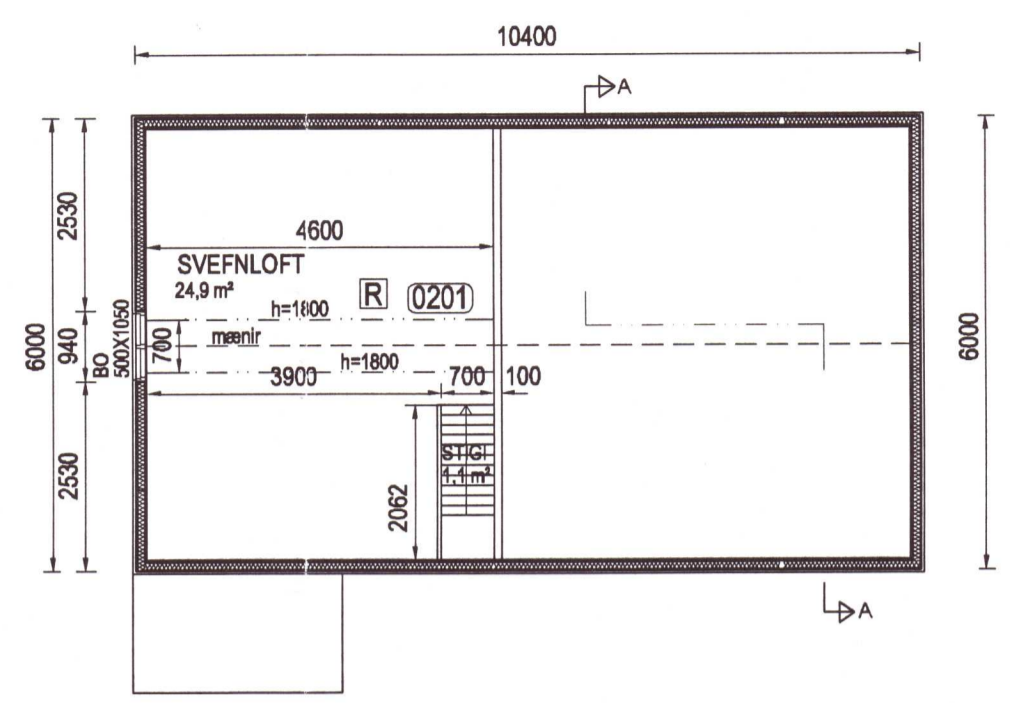 10400
A
2530
4600
SVEFNLOFT
24,9 m²
R
0201
h=1800
6000
940
BO
500X1050
700
mænir
h=1800
6000
3900
700
100
2530
2062
STIGI
1,1 m²
A